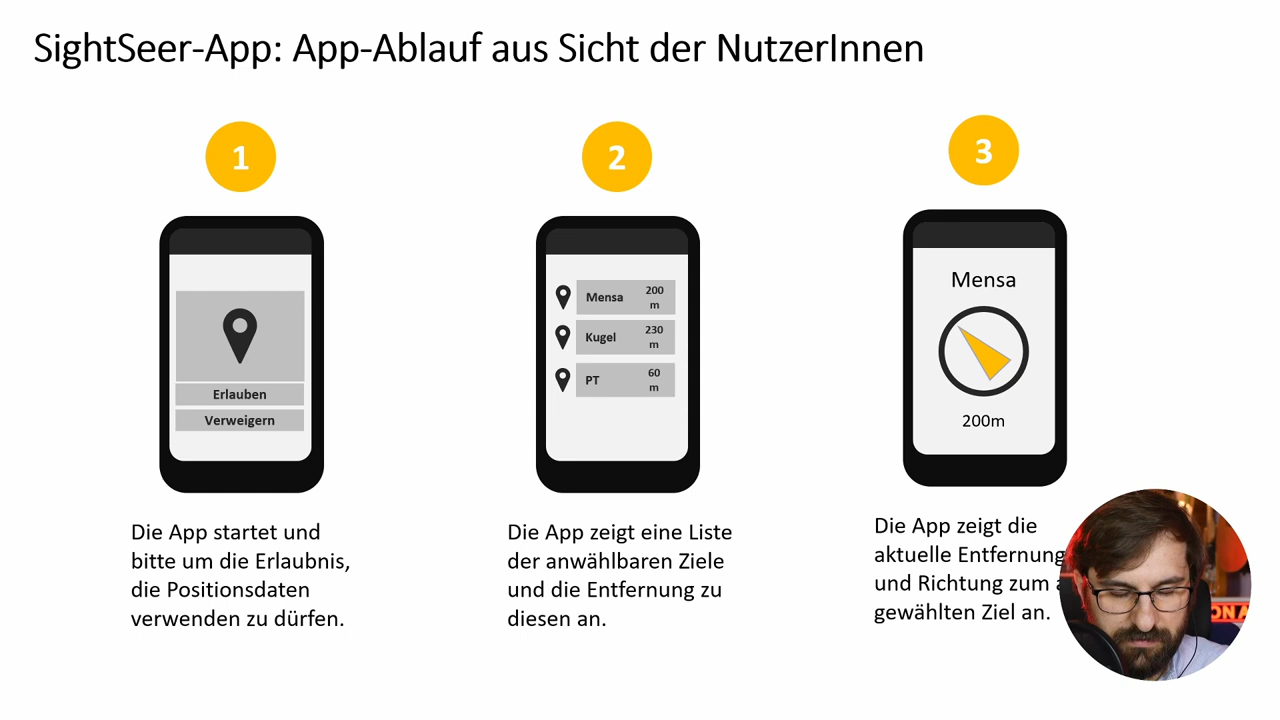 SightSeer-App: App-Ablauf aus Sicht der NutzerInnen
1
Erlauben
Verweigern
Die App startet und
bitte um die Erlaubnis,
die Positionsdaten
verwenden zu dürfen.
2
Mensa 200
m
Kugel 230
m
PT 60
m
Die App zeigt eine Liste
der anwählbaren Ziele
und die Entfernung zu
diesen an.
3
Mensa
200m
Die App zeigt die
aktuelle Entfernung
und Richtung zum
gewählten Ziel an.
ON A